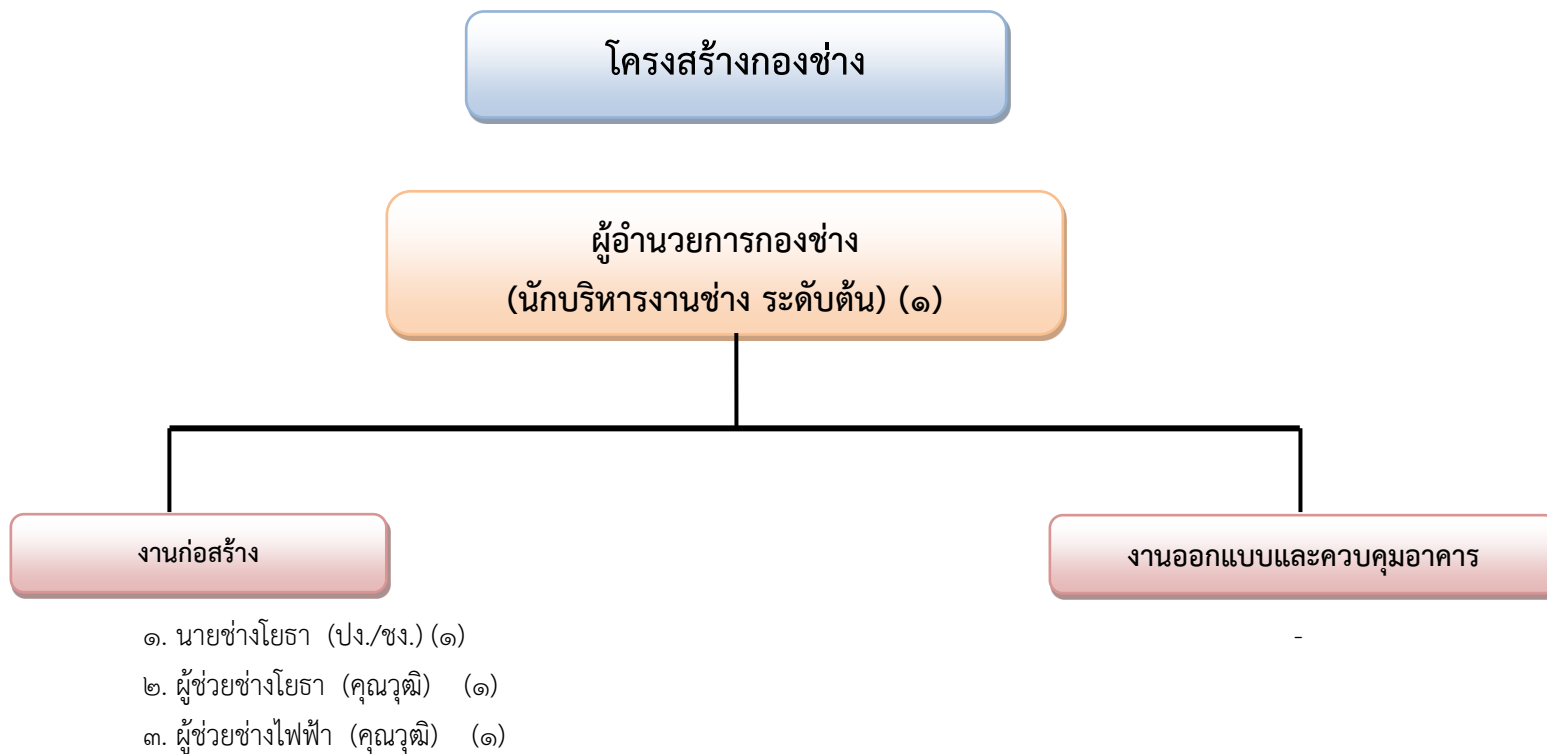 โครงสร้างกองช่าง
ผู้อำนวยการกองช่าง
(นักบริหารงานช่าง ระดับต้น) (๑)
งานก่อสร้าง
งานออกแบบและควบคุมอาคาร
๑. นายช่างโยธา (ปง./ชง.) (๑)
-
๒. ผู้ช่วยช่างโยธา (คุณวุฒิ) (๑)
๓. ผู้ช่วยช่างไฟฟ้า (คุณวุฒิ) (๑)